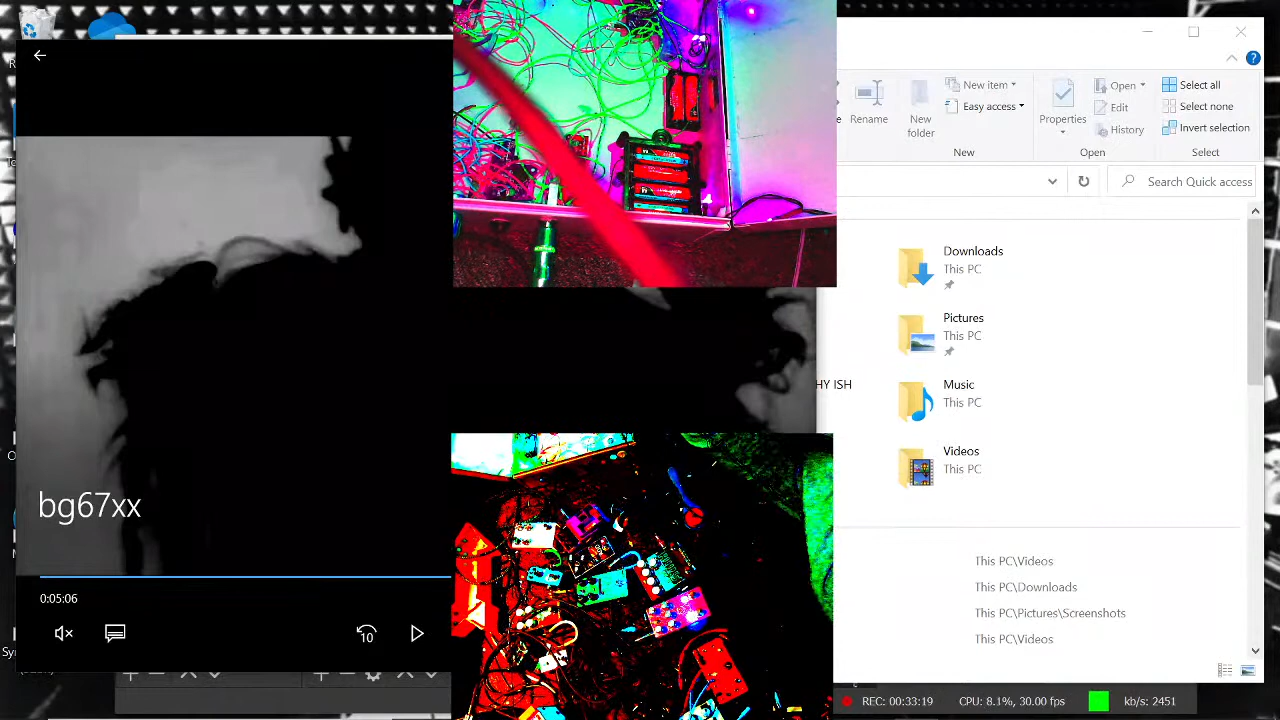 Rename
New
folder
New item
Easy access
New
Properties
Open
Edit
History
Open
Select all
Select none
Invert selection
Select
Search Quick access
Downloads
This PC
Pictures
This PC
HY ISH
Music
This PC
Videos
This PC
bg67xx
This PC\Videos
This PC\Downloads
This PC\Pictures\Screenshots
This PC\Videos
0:05:06
10
REC: 00:33:19
CPU: 8.1%, 30.00 fps
kb/s: 2451